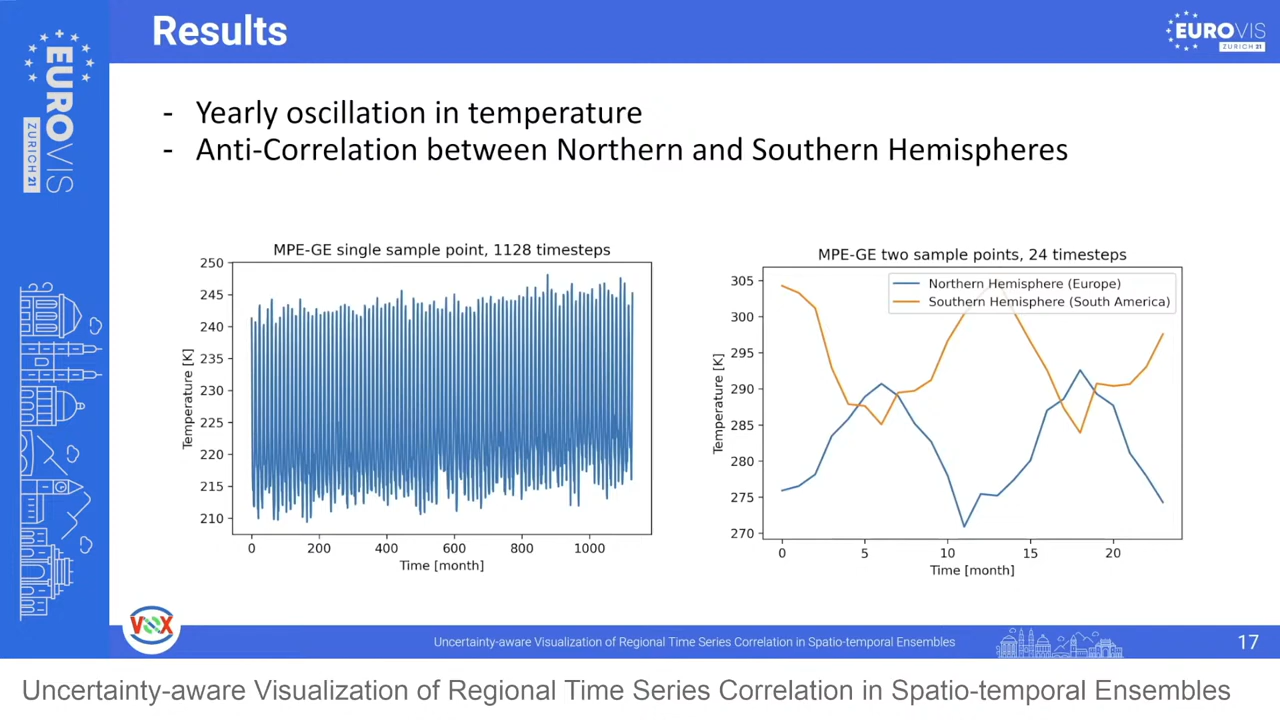 Results
EUROVIS
ZURICH 21
EUROVIS
ZURICH 21
- Yearly oscillation in temperature
- Anti-Correlation between Northern and Southern Hemispheres
MPE-GE single sample point, 1128 timesteps
250
245
240
235
230
225
220
215
210
Temperature [K]
0 200 400 600 800 1000
Time [month]
MPE-GE two sample points, 24 timesteps
Northern Hemisphere (Europe)
Southern Hemisphere (South America)
305
300
295
290
285
280
275
270
Temperature [K]
0 5 10 15 20
Time [month]
VOX
Uncertainty-aware Visualization of Regional Time Series Correlation in Spatio-temporal Ensembles
17
Uncertainty-aware Visualization of Regional Time Series Correlation in Spatio-temporal Ensembles